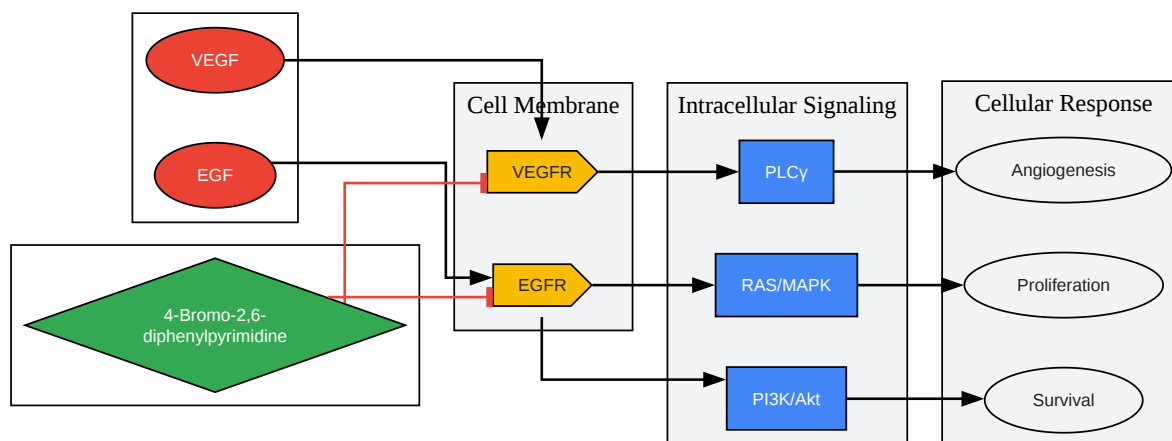 VEGF
EGF
4-Bromo-2,6-
diphenylpyrimidine
Cell Membrane
VEGFR
EGFR
Intracellular Signaling
PLCγ
RAS/MAPK
PI3K/Akt
Cellular Response
Angiogenesis
Proliferation
Survival